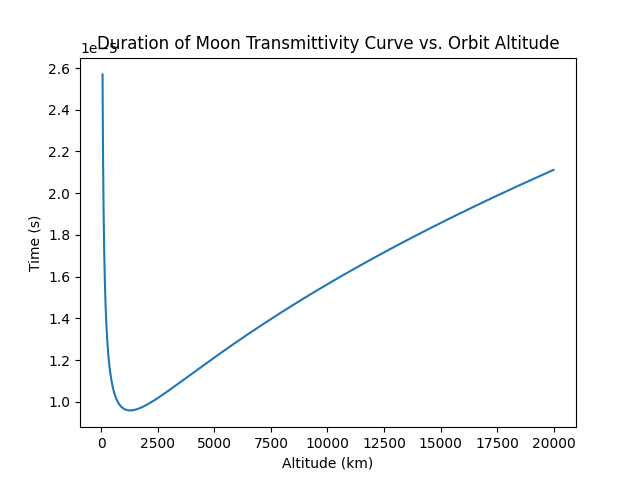 Duration of Moon Transmittivity Curve vs. Orbit Altitude
1e−5
2.6
2.4
2.2
2.0
1.8
1.6
1.4
1.2
1.0
Time (s)
0 2500 5000 7500 10000 12500 15000 17500 20000
Altitude (km)